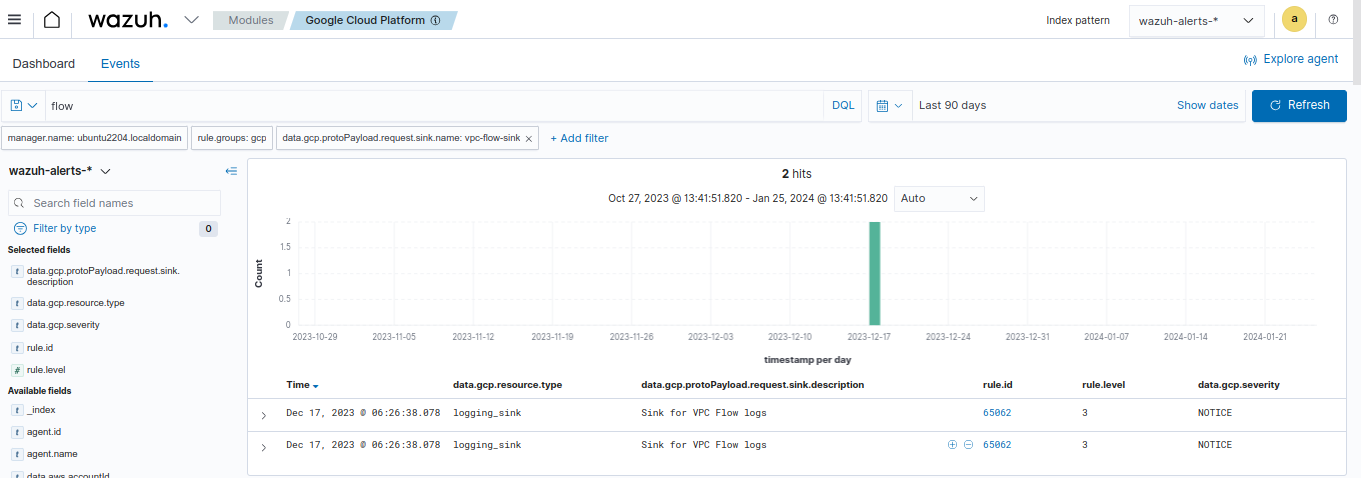 wazuh.
Modules
Google Cloud Platform
Index pattern
wazuh-alerts-*
a
Dashboard
Events
Explore agent
flow
DQL
Last 90 days
Show dates
Refresh
manager.name: ubuntu2204.localdomain
rule.groups: gcp
data.gcp.protoPayload.request.sink.name: vpc-flow-sink ×
+ Add filter
wazuh-alerts-*
Search field names
Filter by type
0
Selected fields
t data.gcp.protoPayload.request.sink.
description
t data.gcp.resource.type
t data.gcp.severity
t rule.id
# rule.level
Available fields
t _index
t agent.id
t agent.name
data.aws.accountId
2 hits
Oct 27, 2023 @ 13:41:51.820 - Jan 25, 2024 @ 13:41:51.820
Auto
Count
2
1.5
1
0.5
0
2023-10-29 2023-11-05 2023-11-12 2023-11-19 2023-11-26 2023-12-03 2023-12-10 2023-12-17 2023-12-24 2023-12-31 2024-01-07 2024-01-14 2024-01-21
timestamp per day
Time data.gcp.resource.type data.gcp.protoPayload.request.sink.description rule.id rule.level data.gcp.severity
Dec 17, 2023 @ 06:26:38.078 logging_sink Sink for VPC Flow logs 65062 3 NOTICE
Dec 17, 2023 @ 06:26:38.078 logging_sink Sink for VPC Flow logs 65062 3 NOTICE